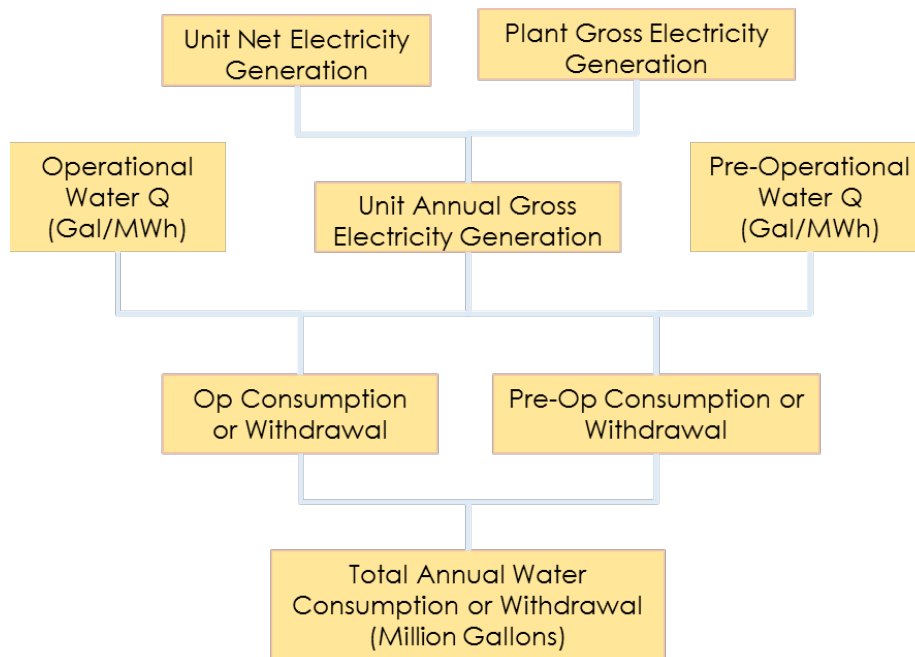 Unit Net Electricity
Generation
Plant Gross Electricity
Generation
Operational
Water Q
(Gal/MWh)
Unit Annual Gross
Electricity Generation
Pre-Operational
Water Q
(Gal/MWh)
Op Consumption
or Withdrawal
Pre-Op Consumption or
Withdrawal
Total Annual Water
Consumption or Withdrawal
(Million Gallons)